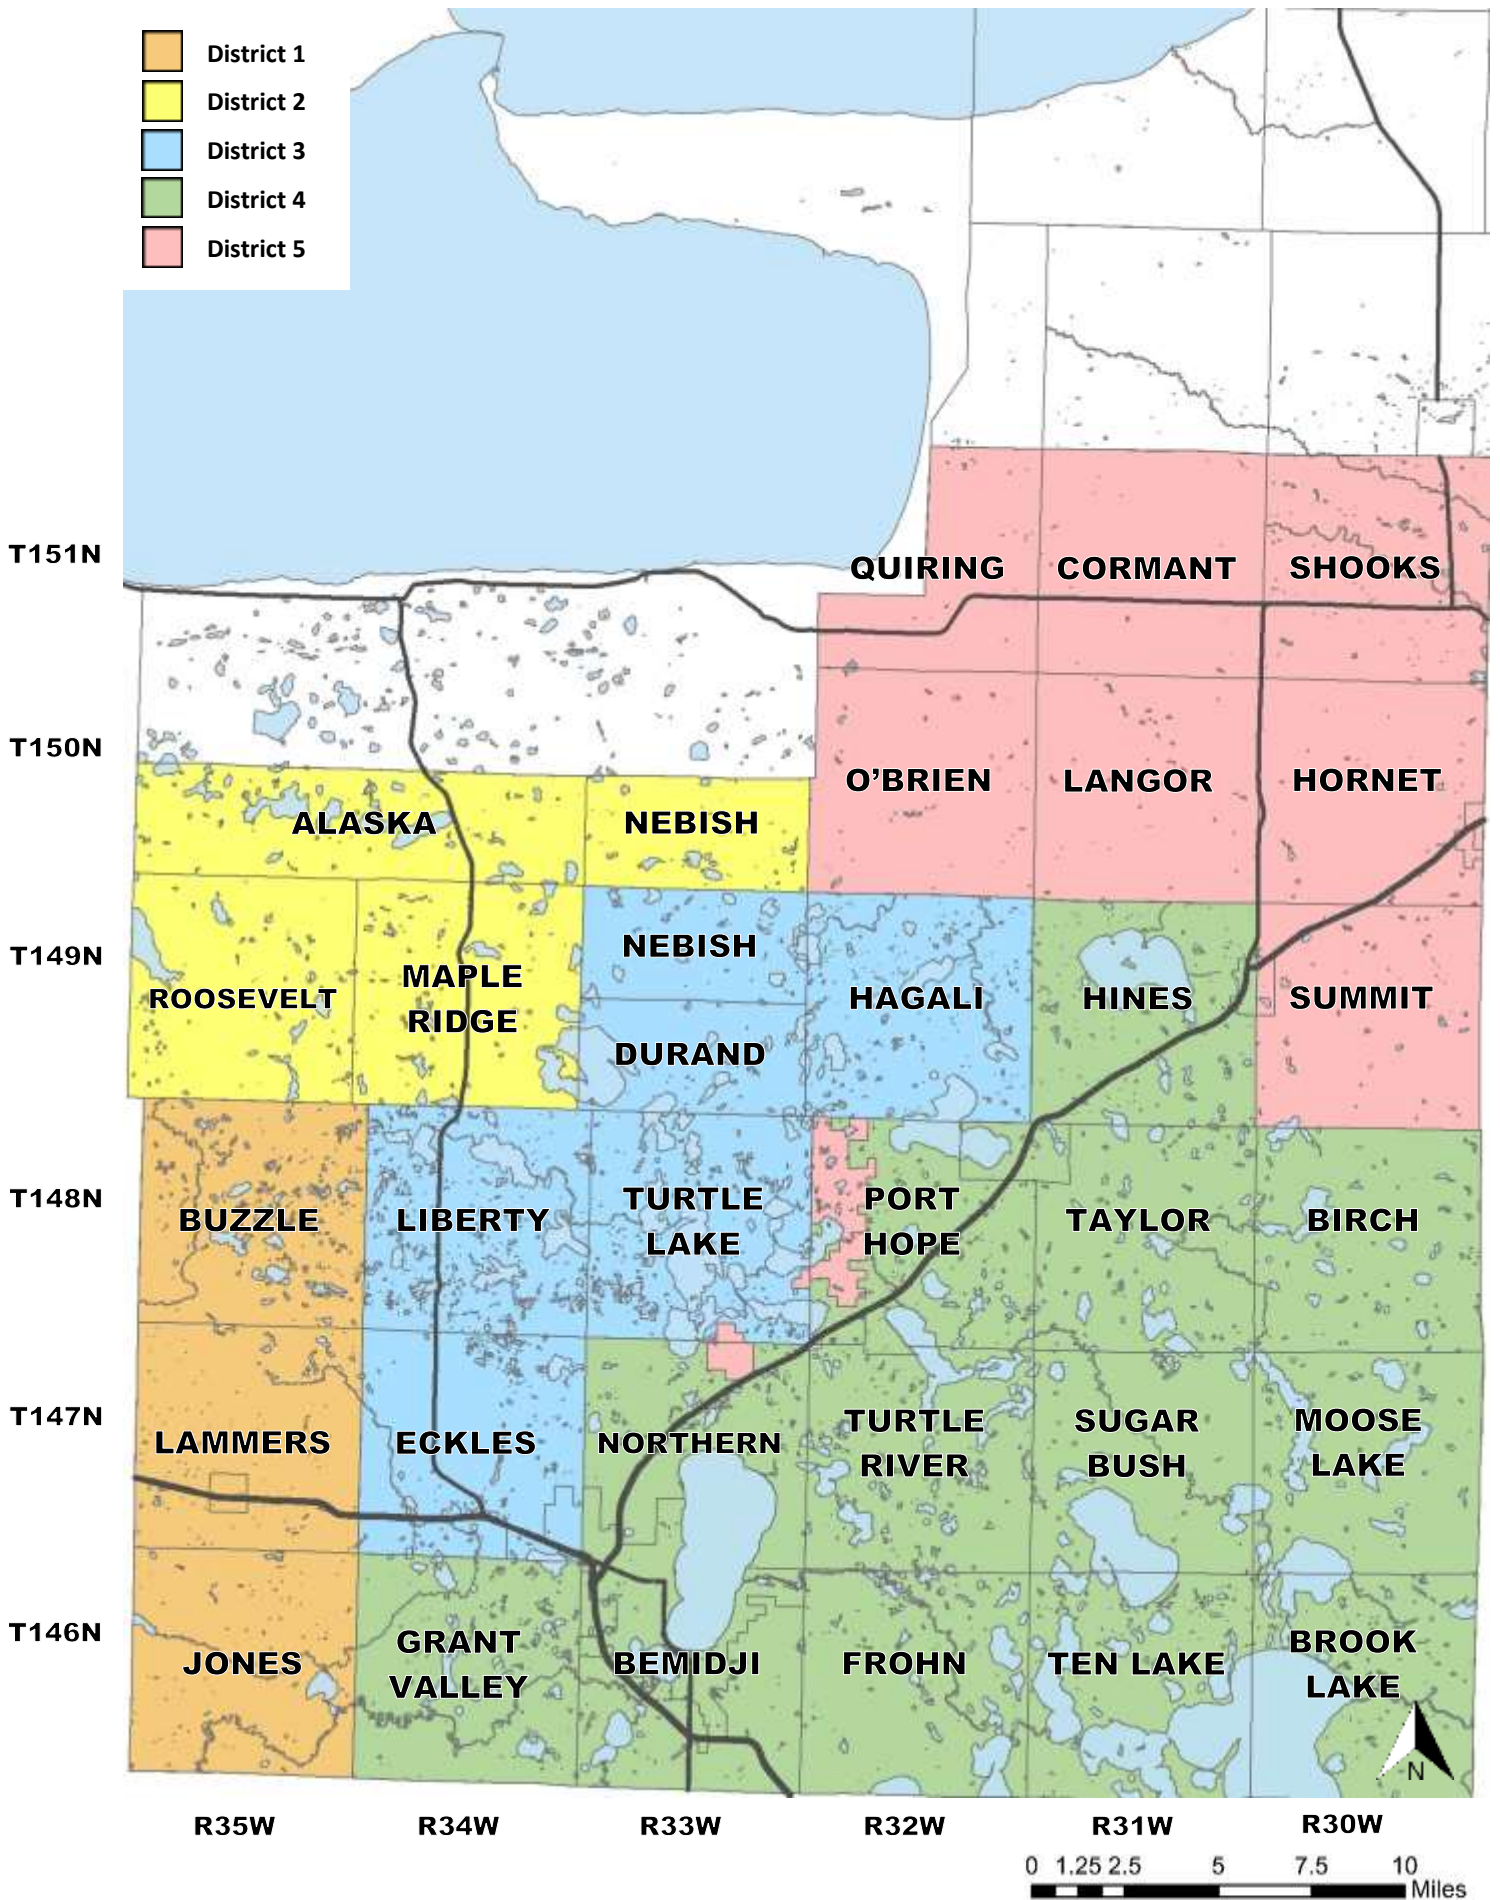 District 1
District 2
District 3
District 4
District 5
T151N
QUIRING
CORMANT
SHOOKS
T150N
O'BRIEN
LANGOR
HORNET
ALASKA
NEBISH
T149N
NEBISH
ROOSEVELT
MAPLE
RIDGE
HAGALI
HINES
SUMMIT
DURAND
T148N
BUZZLE
LIBERTY
TURTLE
LAKE
PORT
HOPE
TAYLOR
BIRCH
T147N
LAMMERS
ECKLES
NORTHERN
TURTLE
RIVER
SUGAR
BUSH
MOOSE
LAKE
T146N
JONES
GRANT
VALLEY
BEMIDJI
FROHN
TEN LAKE
BROOK
LAKE
N
R35W
R34W
R33W
R32W
R31W
R30W
0 1.25 2.5 5 7.5 10
Miles